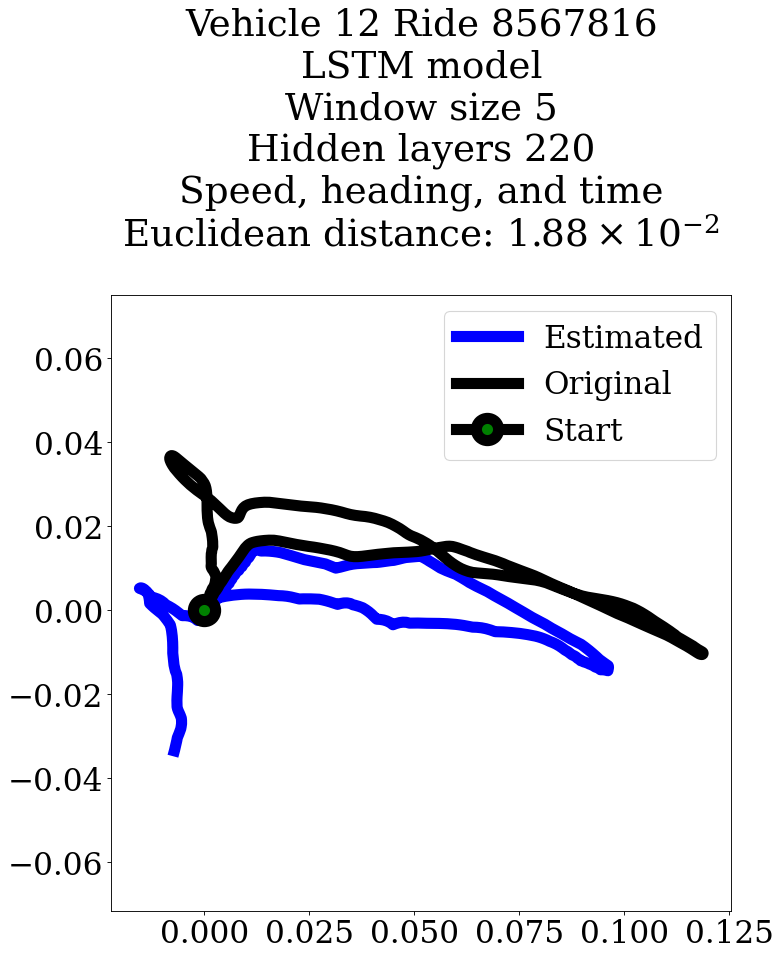 Vehicle 12 Ride 8567816
LSTM model
Window size 5
Hidden layers 220
Speed, heading, and time
Euclidean distance: 1.88 × 10⁻²
Estimated
Original
Start
0.06
0.04
0.02
0.00
−0.02
−0.04
−0.06
0.000 0.025 0.050 0.075 0.100 0.125